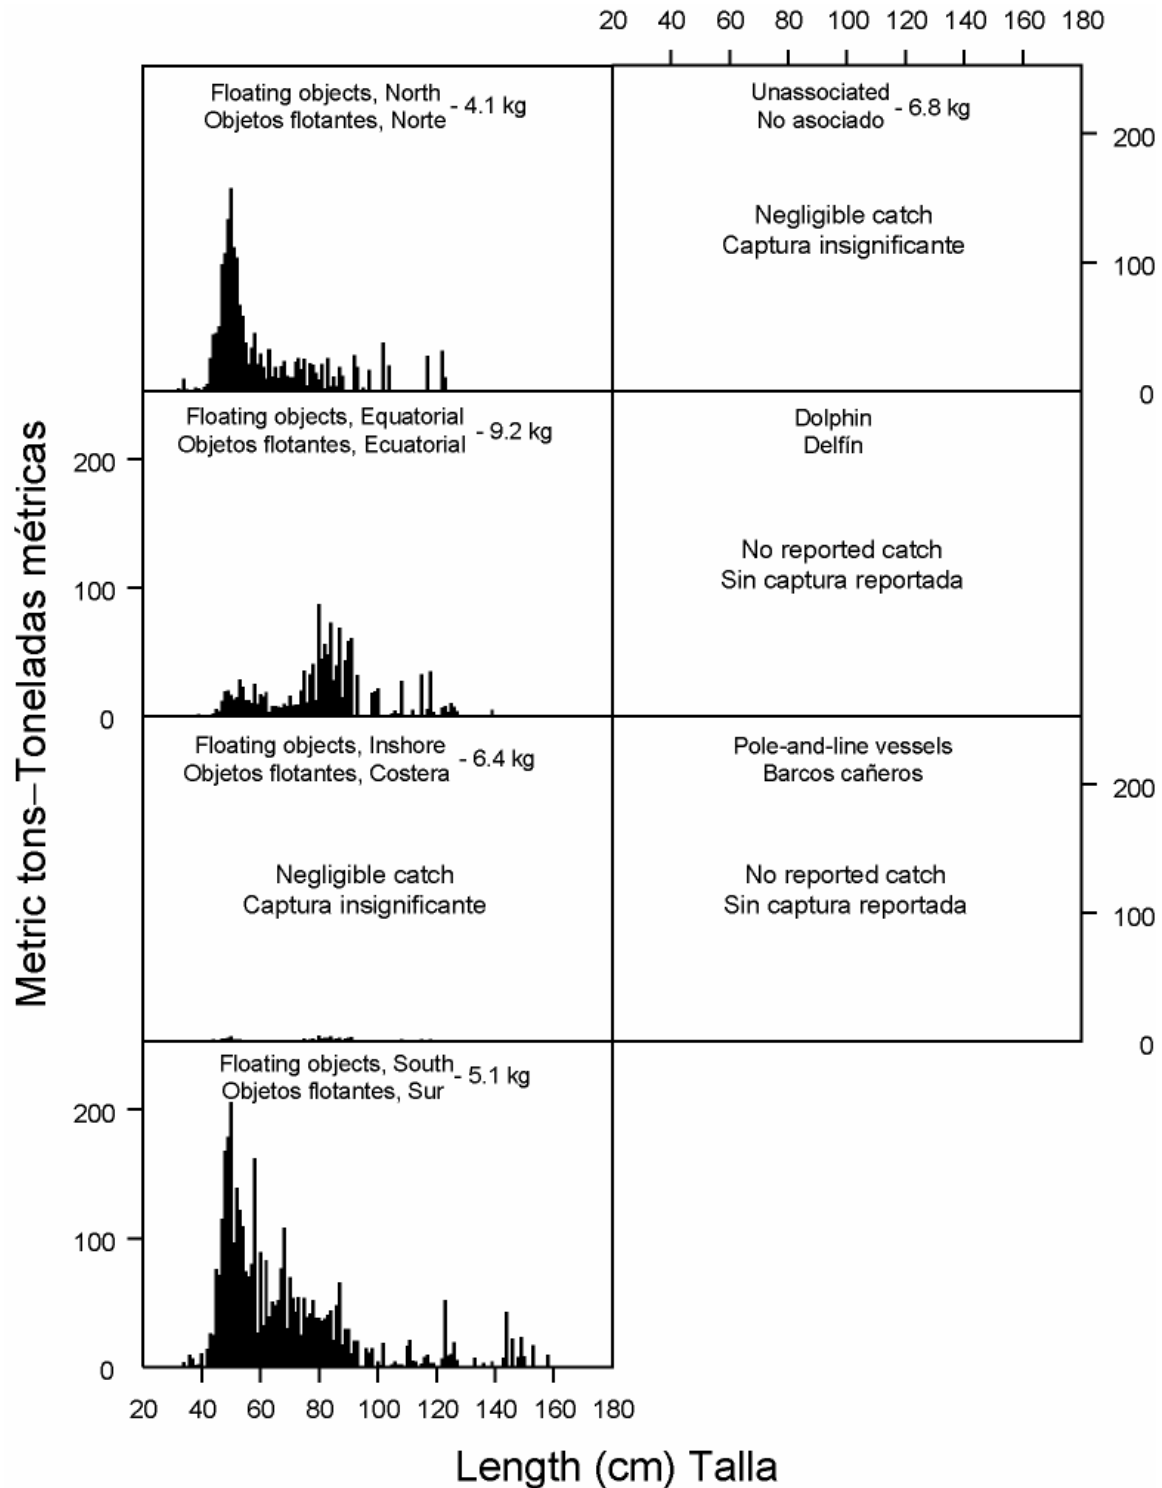 20 40 60 80 100 120 140 160 180
Floating objects, North
Objetos flotantes, Norte
- 4.1 kg
Unassociated
No asociado
- 6.8 kg
Negligible catch
Captura insignificante
200
100
0
Floating objects, Equatorial
Objetos flotantes, Ecuatorial
- 9.2 kg
200
100
0
Dolphin
Delfín
No reported catch
Sin captura reportada
Metric tons–Toneladas métricas
Floating objects, Inshore
Objetos flotantes, Costera
- 6.4 kg
Negligible catch
Captura insignificante
Pole-and-line vessels
Barcos cañeros
No reported catch
Sin captura reportada
200
100
0
Floating objects, South
Objetos flotantes, Sur
- 5.1 kg
200
100
0
20 40 60 80 100 120 140 160 180
Length (cm) Talla